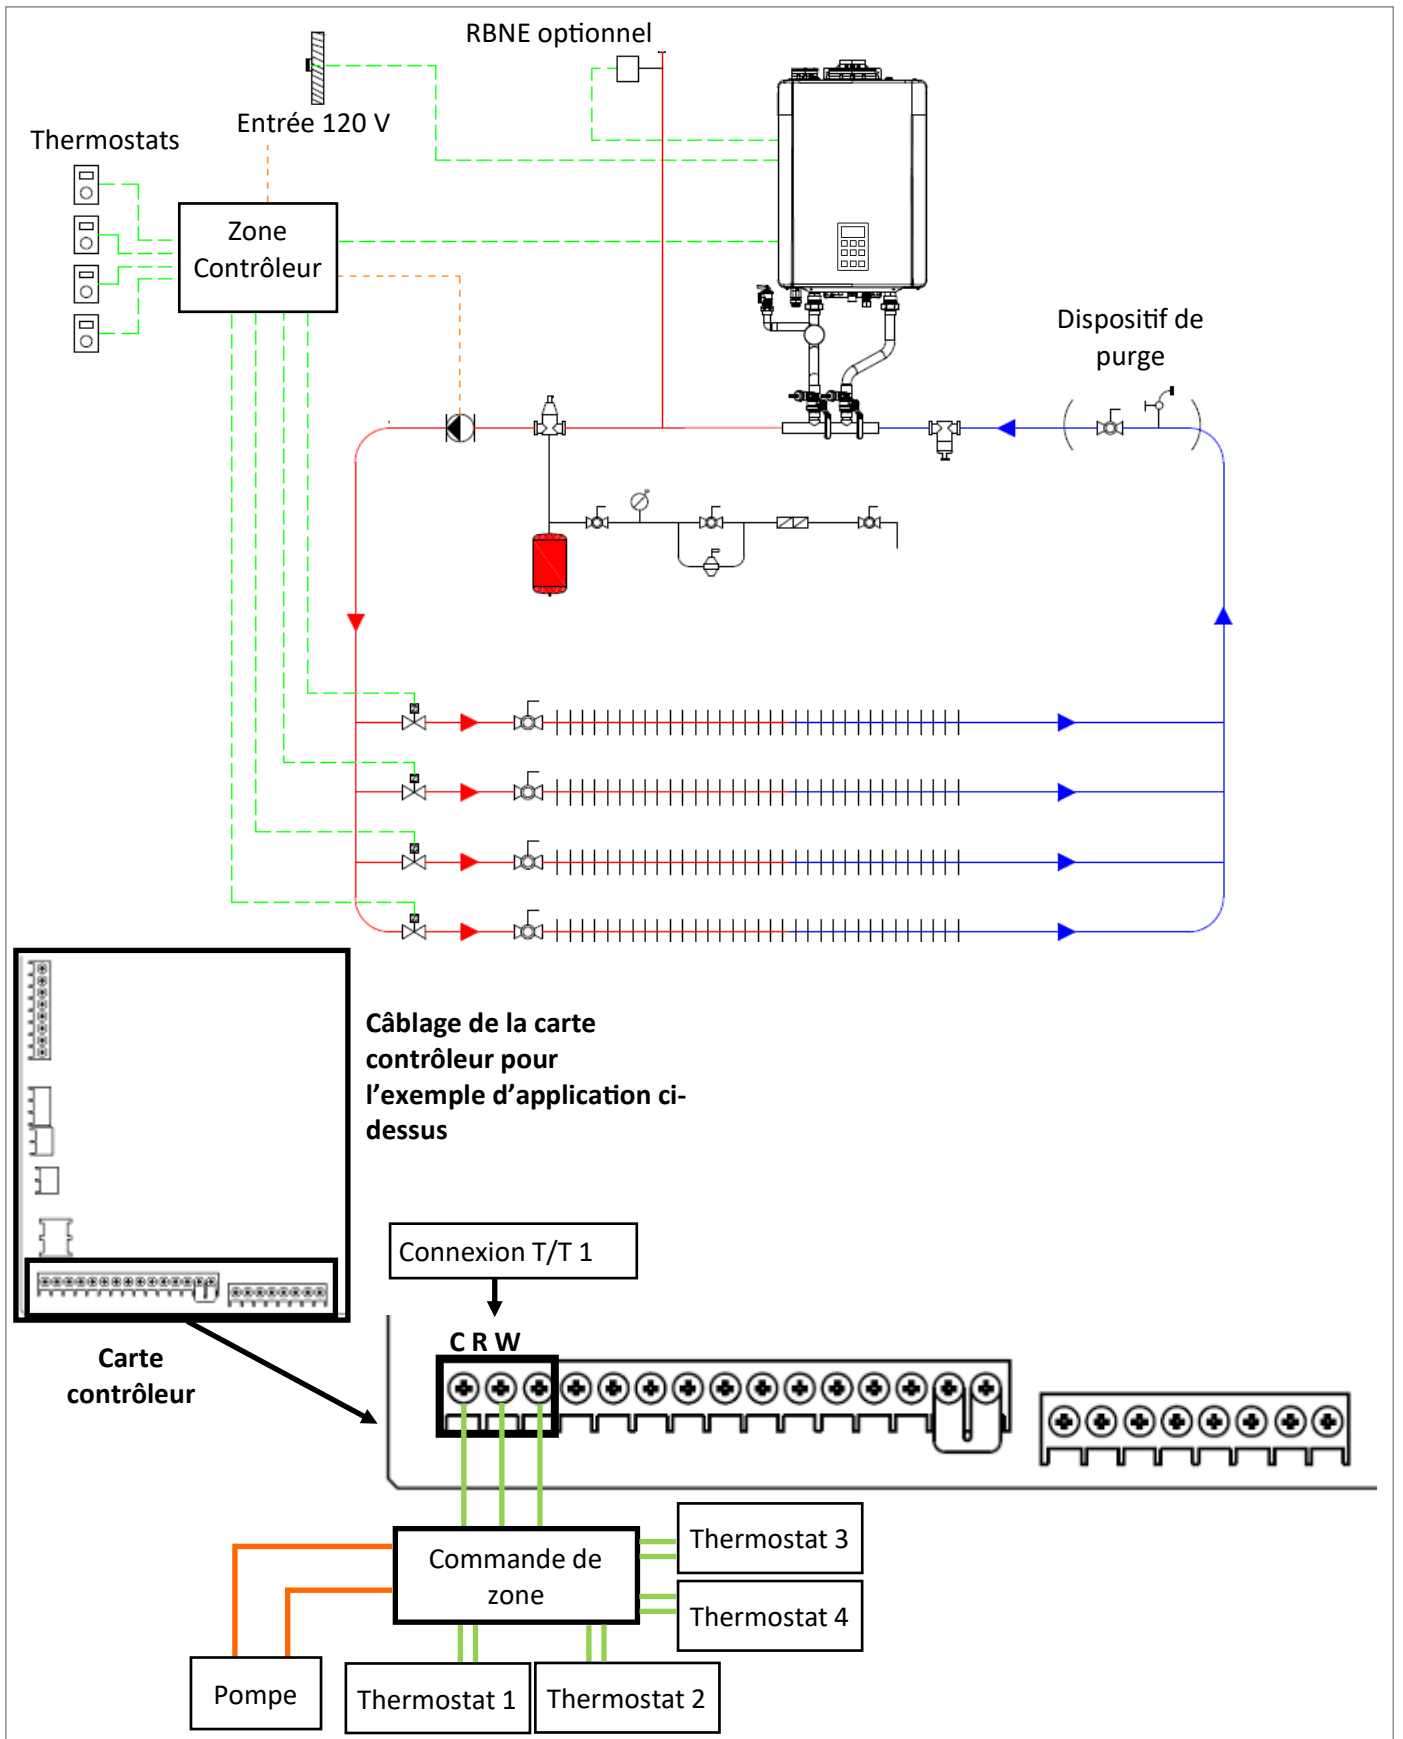 RBNE optionnel
Entrée 120 V
Thermostats
Zone
Contrôleur
Dispositif de
purge
Câblage de la carte
contrôleur pour
l’exemple d’application ci-
dessus
Connexion T/T 1
C R W
Carte
contrôleur
Commande de
zone
Thermostat 3
Thermostat 4
Pompe
Thermostat 1
Thermostat 2